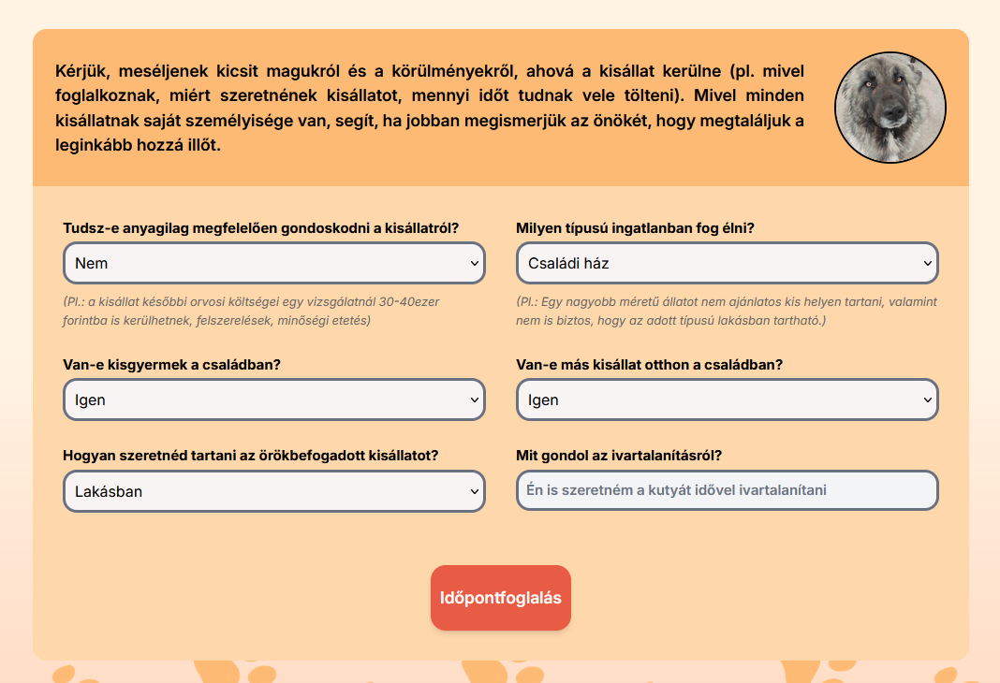 Kérjük, meséljenek kicsit magukról és a körülményekről, ahová a kisállat kerülne (pl. mivel
foglalkoznak, miért szeretnének kisállatot, mennyi időt tudnak vele tölteni). Mivel minden
kisállatnak saját személyisége van, segít, ha jobban megismerjük az önökét, hogy megtaláljuk a
leginkább hozzá illőt.
Tudsz-e anyagilag megfelelően gondoskodni a kisállatról?
Nem
(Pl.: a kisállat későbbi orvosi költségei egy vizsgálatnál 30-40ezer
forintba is kerülhetnek, felszerelések, minőségi etetés)
Milyen típusú ingatlanban fog élni?
Családi ház
(Pl.: Egy nagyobb méretű állatot nem ajánlatos kis helyen tartani, valamint
nem is biztos, hogy az adott típusú lakásban tartható.)
Van-e kisgyermek a családban?
Igen
Van-e más kisállat otthon a családban?
Igen
Hogyan szeretnéd tartani az örökbefogadott kisállatot?
Lakásban
Mit gondol az ivartalanításról?
Én is szeretném a kutyát idővel ivartalanítani
Időpontfoglalás